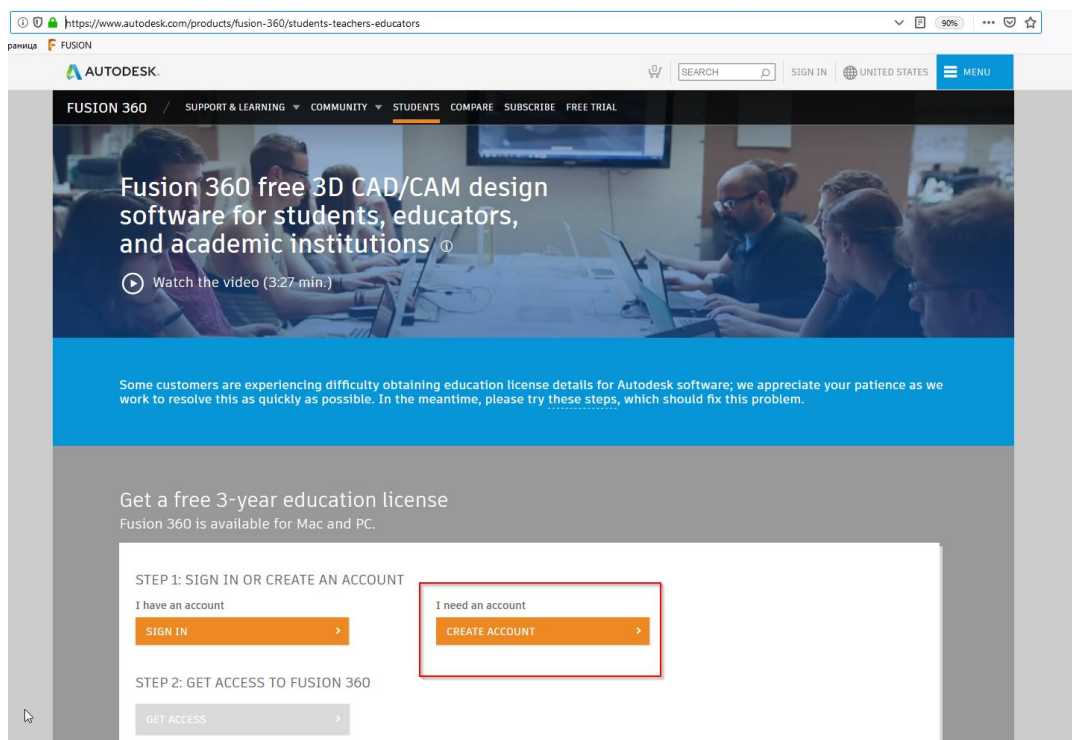 https://www.autodesk.com/products/fusion-360/students-teachers-educators
90%
раница FUSION
AUTODESK.
0
SEARCH
SIGN IN
UNITED STATES
MENU
FUSION 360 / SUPPORT & LEARNING COMMUNITY STUDENTS COMPARE SUBSCRIBE FREE TRIAL
Fusion 360 free 3D CAD/CAM design
software for students, educators,
and academic institutions
Watch the video (3:27 min.)
Some customers are experiencing difficulty obtaining education license details for Autodesk software; we appreciate your patience as we
work to resolve this as quickly as possible. In the meantime, please try these steps, which should fix this problem.
Get a free 3-year education license
Fusion 360 is available for Mac and PC.
STEP 1: SIGN IN OR CREATE AN ACCOUNT
I have an account
SIGN IN
I need an account
CREATE ACCOUNT
STEP 2: GET ACCESS TO FUSION 360
GET ACCESS